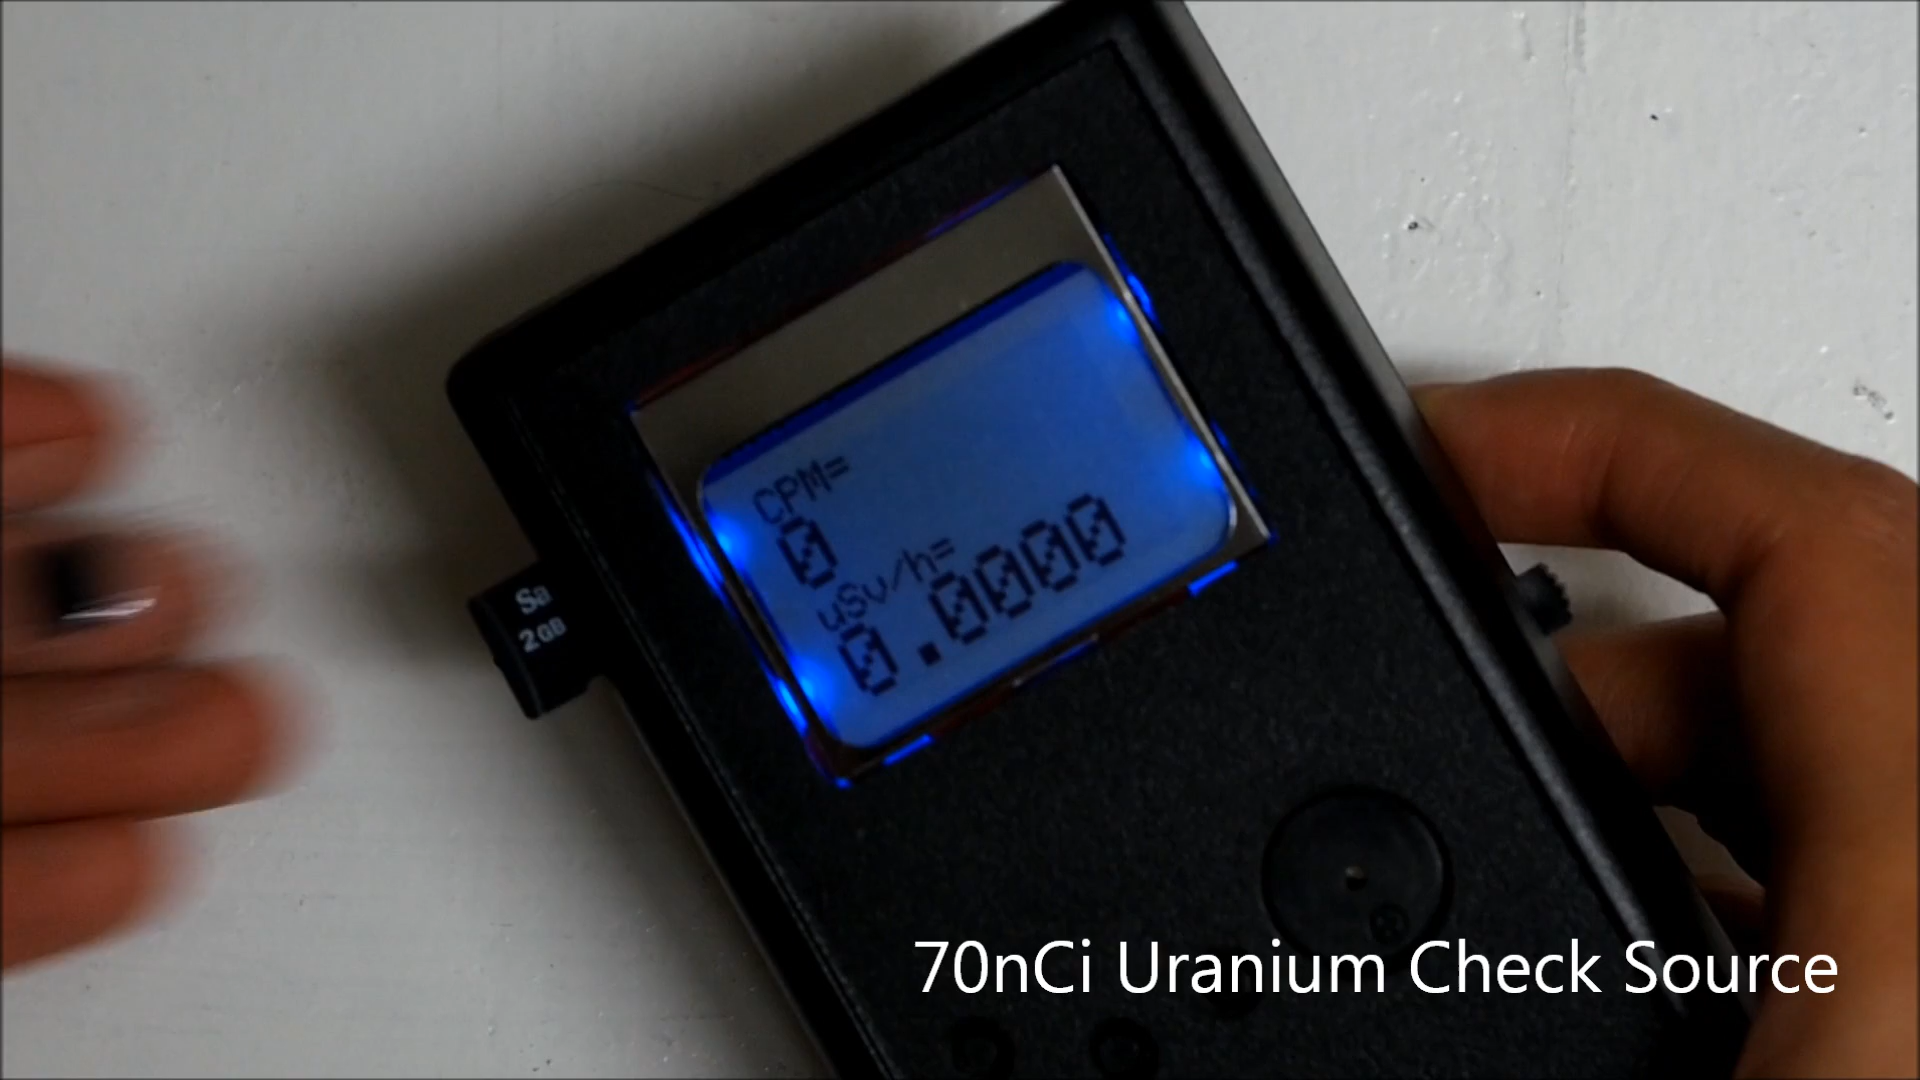 CPM=
0
uSv/h=
0.0000
Sa
2GB
70nCi Uranium Check Source